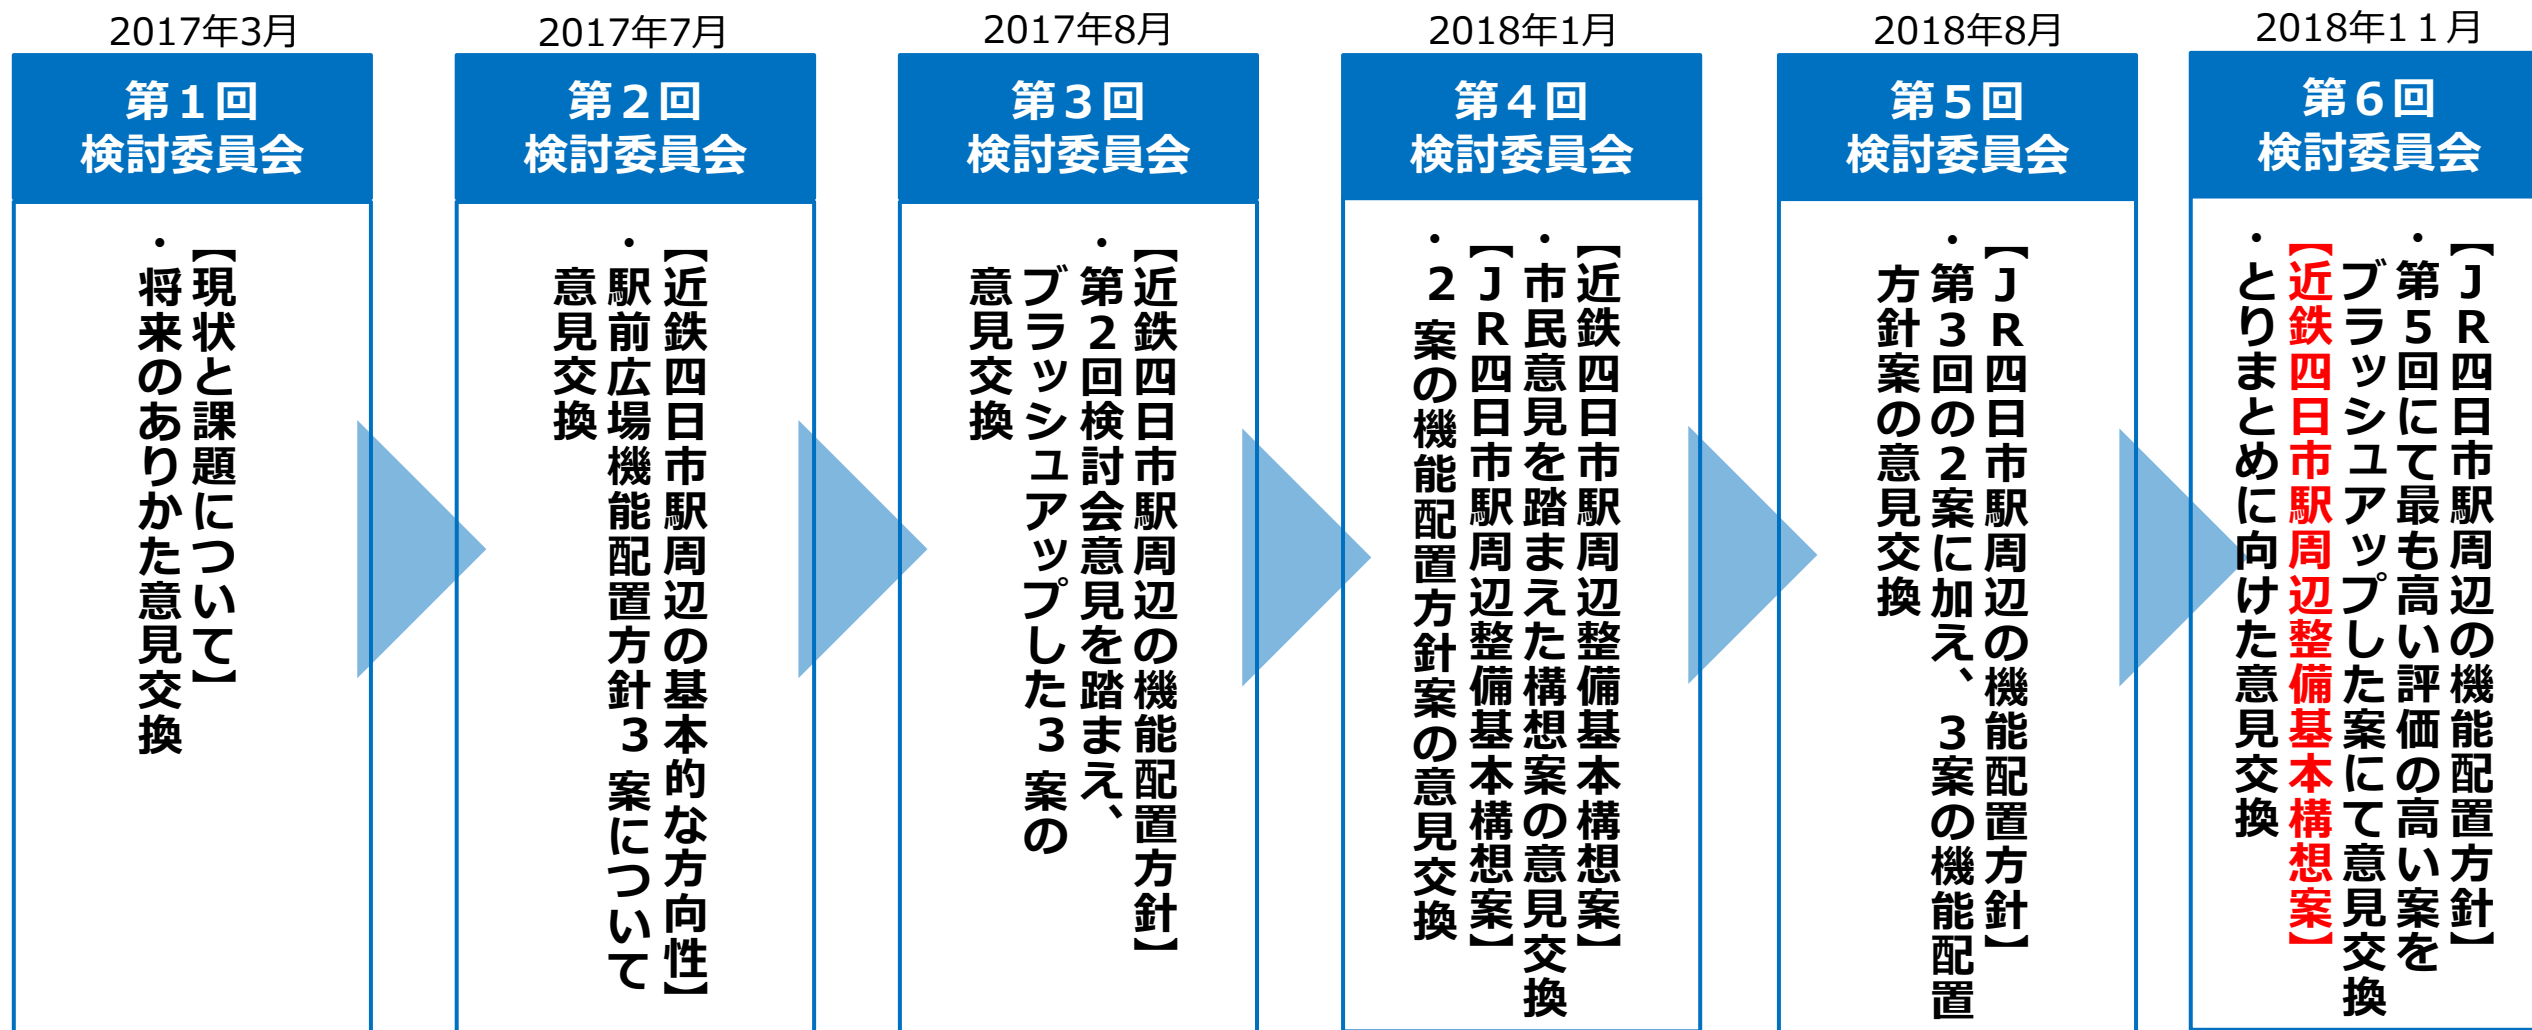 2017年3月
第１回
検討委員会
【現状と課題について】
・将来のありかた意見交換
2017年7月
第２回
検討委員会
【近鉄四日市駅周辺の基本的な方向性】
・駅前広場機能配置方針３案について
意見交換
2017年8月
第３回
検討委員会
【近鉄四日市駅周辺の機能配置方針】
・第２回検討会意見を踏まえ、
ブラッシュアップした３案の
意見交換
2018年1月
第４回
検討委員会
【近鉄四日市駅周辺整備基本構想案】
・市民意見を踏まえた構想案の意見交換
【ＪＲ四日市駅周辺整備基本構想案】
・２案の機能配置方針案の意見交換
2018年8月
第５回
検討委員会
【ＪＲ四日市駅周辺の機能配置方針】
・第３回の２案に加え、３案の機能配置
方針案の意見交換
2018年1１月
第６回
検討委員会
【ＪＲ四日市駅周辺の機能配置方針】
・第５回にて最も高い評価の高い案を
ブラッシュアップした案にて意見交換
【近鉄四日市駅周辺整備基本構想案】
・とりまとめに向けた意見交換